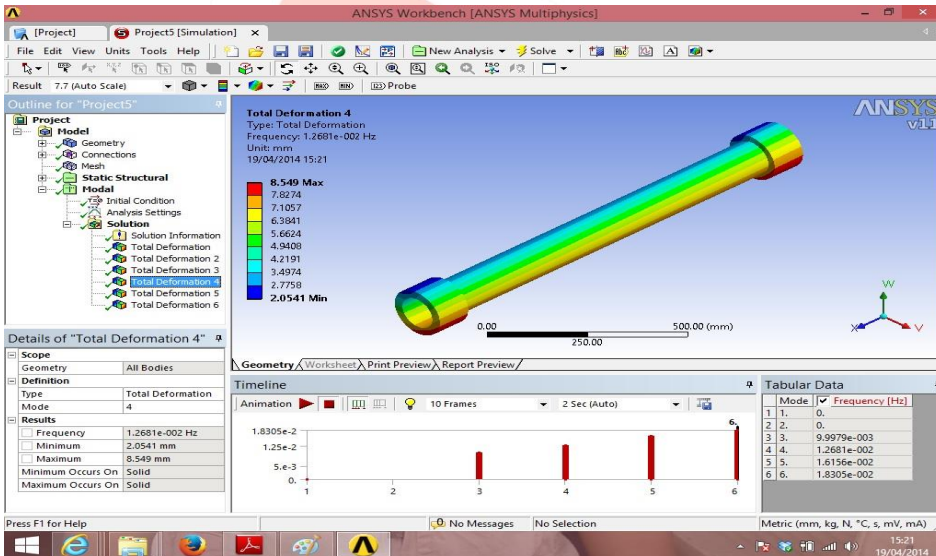 ANSYS Workbench [ANSYS Multiphysics]
[Project]
Project5 [Simulation]
File Edit View Units Tools Help
New Analysis
Solve
Result 7.7 (Auto Scale)
MAX
MIN
Probe
Outline for "Project5"
Project
Model
Geometry
Connections
Mesh
Static Structural
Modal
Initial Condition
Analysis Settings
Solution
Solution Information
Total Deformation
Total Deformation 2
Total Deformation 3
Total Deformation 4
Total Deformation 5
Total Deformation 6
Total Deformation 4
Type: Total Deformation
Frequency: 1.2681e-002 Hz
Unit: mm
19/04/2014 15:21
8.549 Max
7.8274
7.1057
6.3841
5.6624
4.9408
4.2191
3.4974
2.7758
2.0541 Min
ANSYS
v11
0.00
500.00 (mm)
250.00
Geometry Worksheet Print Preview Report Preview
Details of "Total Deformation 4"
Scope
Geometry All Bodies
Definition
Type Total Deformation
Mode 4
Results
Frequency 1.2681e-002 Hz
Minimum 2.0541 mm
Maximum 8.549 mm
Minimum Occurs On Solid
Maximum Occurs On Solid
Timeline
Animation
10 Frames
2 Sec (Auto)
6.
1.8305e-2
1.25e-2
5.e-3
0.
1 2 3 4 5 6
Tabular Data
Mode Frequency [Hz]
1 1. 0.
2 2. 0.
3 3. 9.9979e-003
4 4. 1.2681e-002
5 5. 1.6156e-002
6 6. 1.8305e-002
Press F1 for Help
No Messages
No Selection
Metric (mm, kg, N, °C, s, mV, mA)
15:21
19/04/2014